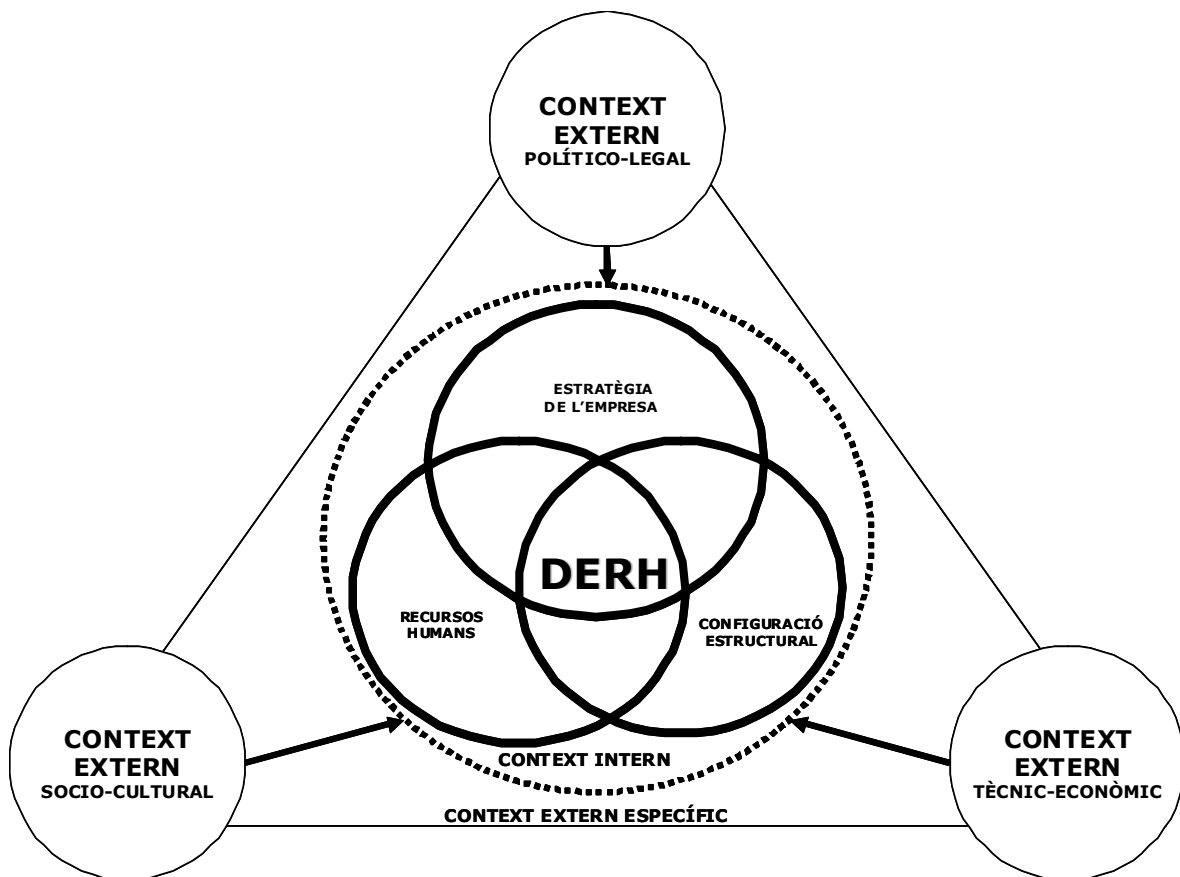 CONTEXT
EXTERN
POLÍTICO-LEGAL
ESTRATÈGIA
DE L'EMPRESA
DERH
RECURSOS
HUMANS
CONFIGURACIÓ
ESTRUCTURAL
CONTEXT INTERN
CONTEXT
EXTERN
SOCIO-CULTURAL
CONTEXT
EXTERN
TÈCNIC-ECONÒMIC
CONTEXT EXTERN ESPECÍFIC